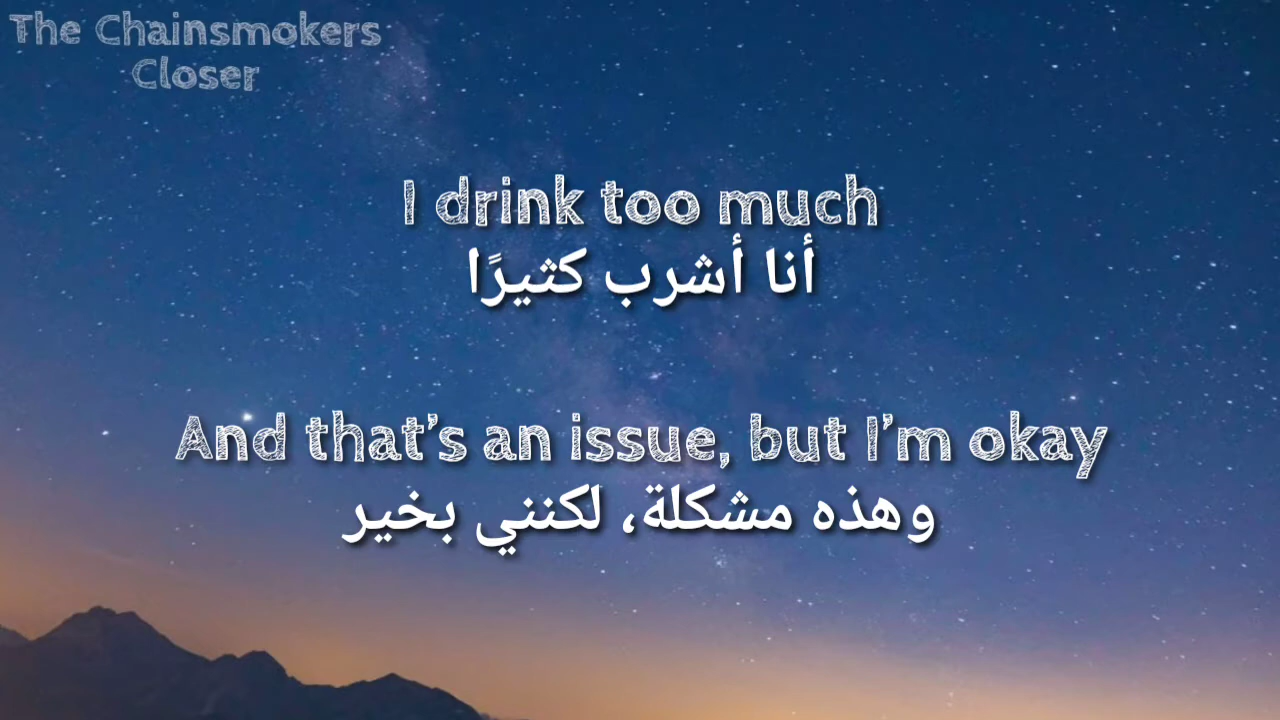 The Chainsmokers
Closer
I drink too much
أنا أشرب كثيرًا
And that's an issue, but I'm okay
وهذه مشكلة، لكنني بخير